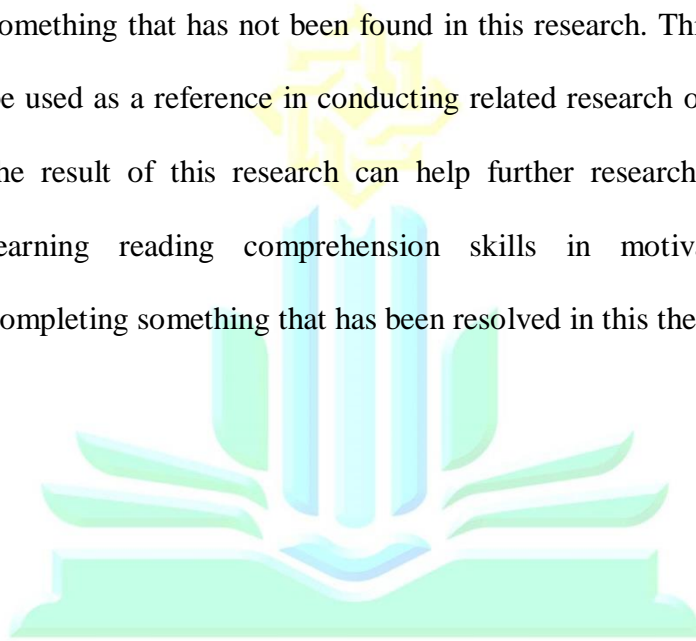 omething that has not been found in this research. Thi
e used as a reference in conducting related research o
he result of this research can help further research
earning reading comprehension skills in motiv
ompleting something that has been resolved in this the